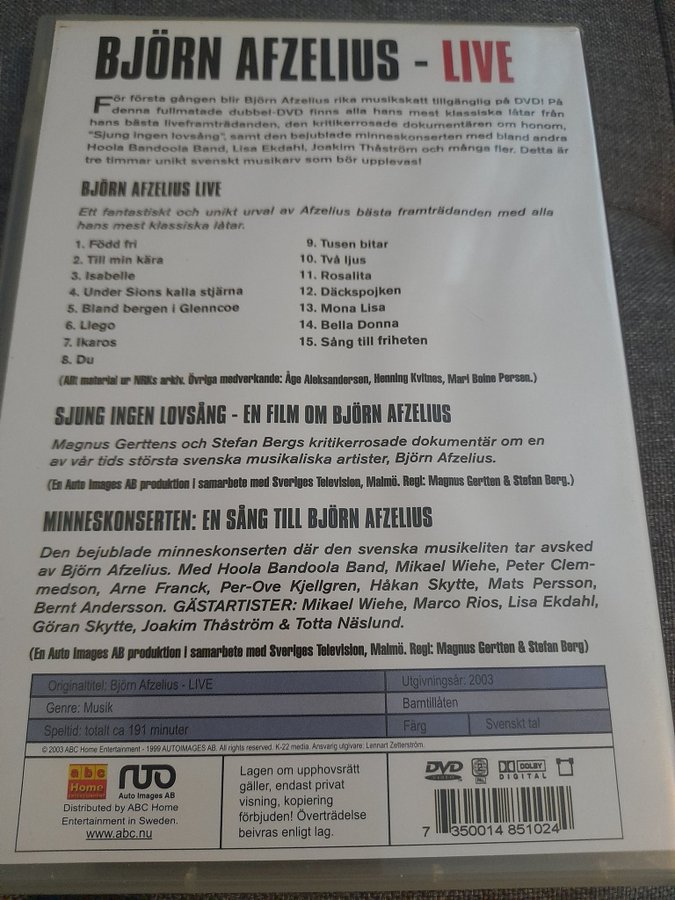 BJÖRN AFZELIUS - LIVE
För första gången blir Björn Afzelius rika musikskatt tillgänglig på DVD! På
denna fullmatade dubbel-DVD finns alla hans mest klassiska låtar från
hans bästa liveframträdanden, den kritikerrosade dokumentären om honom,
"Sjung ingen lovsång", samt den bejublade minneskonserten med bland andra
Hoola Bandoola Band, Lisa Ekdahl, Joakim Thåström och många fler. Detta är
tre timmar unikt svenskt musikarv som bör upplevas!
BJÖRN AFZELIUS LIVE
Ett fantastiskt och unikt urval av Afzelius bästa framträdanden med alla
hans mest klassiska låtar.
1. Född fri
2. Till min kära
3. Isabelle
4. Under Sions kalla stjärna
5. Bland bergen i Glenncoe
6. Llego
7. Ikaros
8. Du
9. Tusen bitar
10. Två ljus
11. Rosalita
12. Däckspojken
13. Mona Lisa
14. Bella Donna
15. Sång till friheten
(Allt material ur NRKs arkiv. Övriga medverkande: Åge Aleksandersen, Henning Kvitnes, Mari Boine Persen.)
SJUNG INGEN LOVSÅNG - EN FILM OM BJÖRN AFZELIUS
Magnus Gerttens och Stefan Bergs kritikerrosade dokumentär om en
av vår tids största svenska musikaliska artister, Björn Afzelius.
(En Auto Images AB produktion i samarbete med Sveriges Television, Malmö. Regi: Magnus Gertten & Stefan Berg.)
MINNESKONSERTEN: EN SÅNG TILL BJÖRN AFZELIUS
Den bejublade minneskonserten där den svenska musikeliten tar avsked
av Björn Afzelius. Med Hoola Bandoola Band, Mikael Wiehe, Peter Clem-
medson, Arne Franck, Per-Ove Kjellgren, Håkan Skytte, Mats Persson,
Bernt Andersson. GÄSTARTISTER: Mikael Wiehe, Marco Rios, Lisa Ekdahl,
Göran Skytte, Joakim Thåström & Totta Näslund.
(En Auto Images AB produktion i samarbete med Sveriges Television, Malmö. Regi: Magnus Gertten & Stefan Berg)
Originaltitel: Björn Afzelius - LIVE
Utgivningsår: 2003
Genre: Musik
Barntillåten
Speltid: totalt ca 191 minuter
Färg
Svenskt tal
© 2003 ABC Home Entertainment - 1999 AUTOIMAGES AB. All rights reserved. K-22 media. Ansvarig utgivare: Lennart Zetterström.
abc
Home
Entertainment
Auto Images AB
Distributed by ABC Home
Entertainment in Sweden.
www.abc.nu
Lagen om upphovsrätt
gäller, endast privat
visning, kopiering
förbjuden! Överträdelse
beivras enligt lag.
DVD
VIDEO
DOLBY
DIGITAL
7 350014 851024